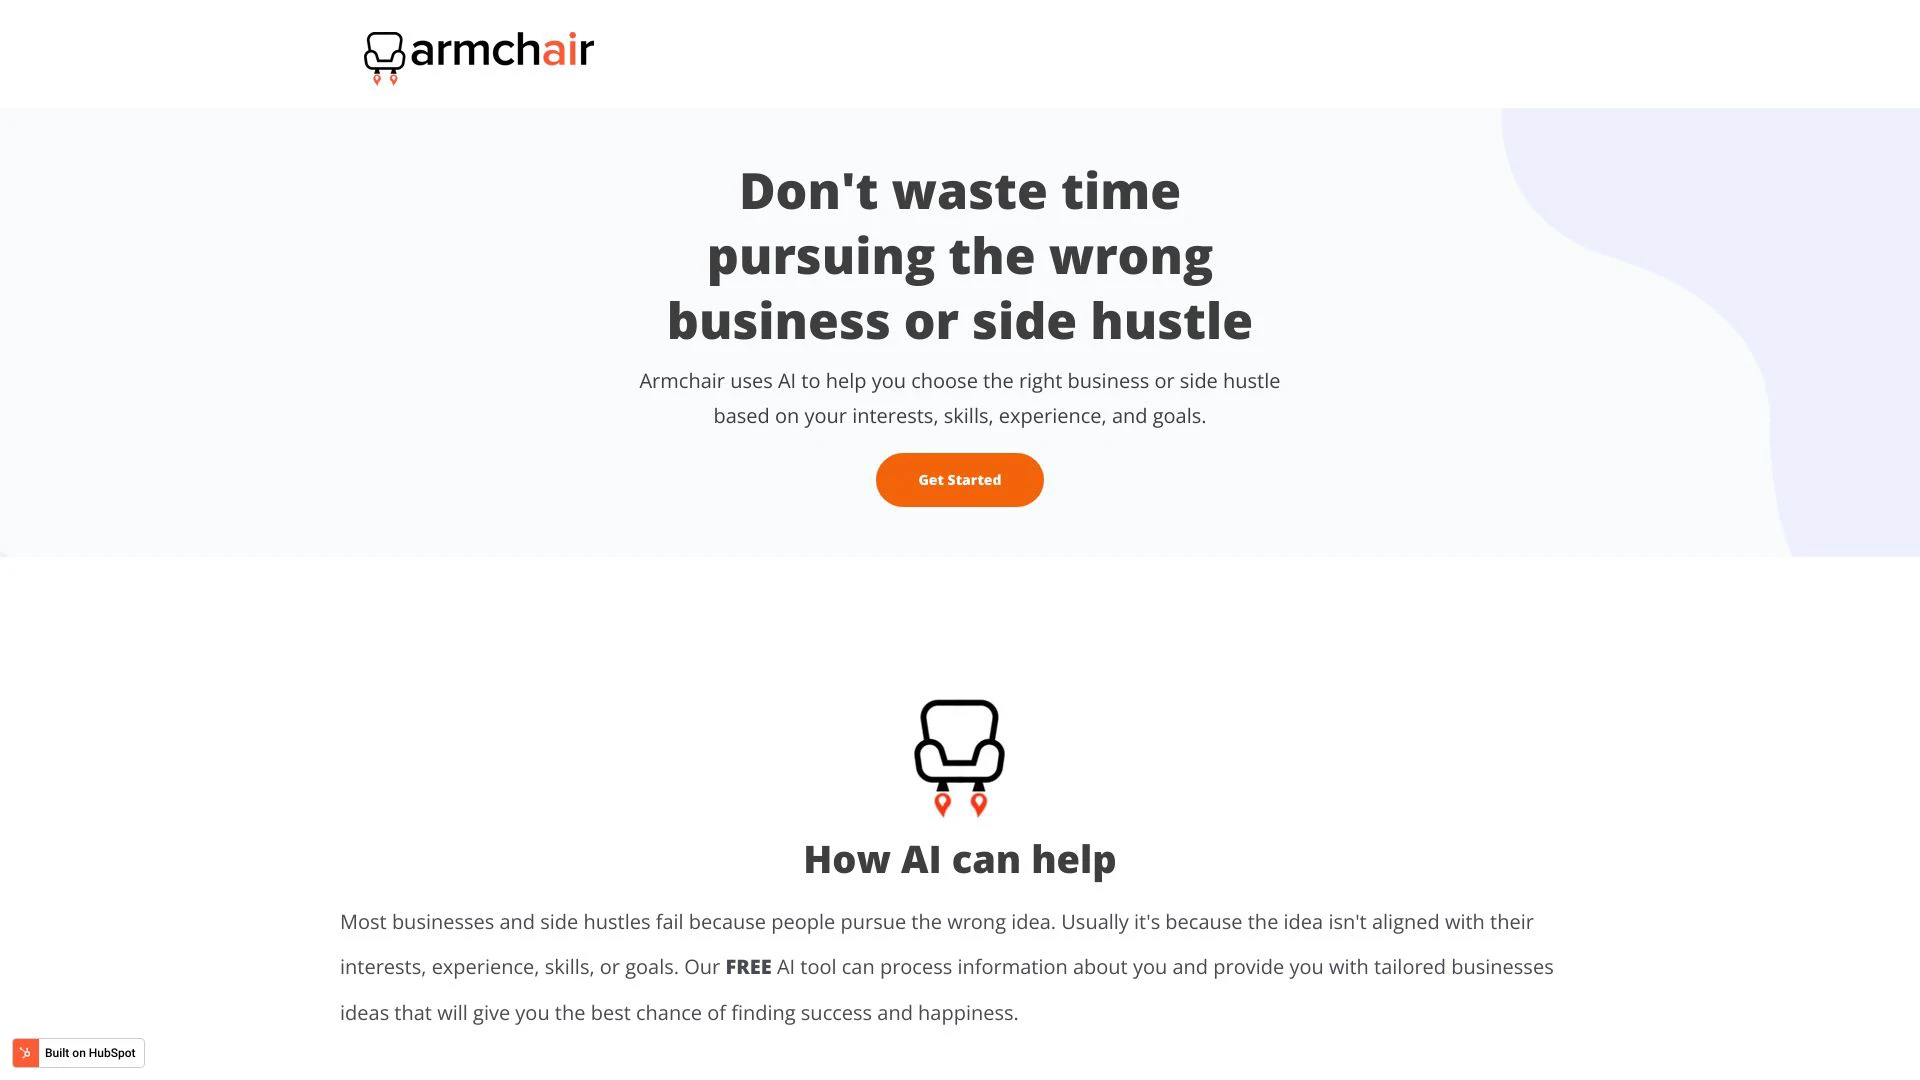 armchair
Don't waste time
pursuing the wrong
business or side hustle
Armchair uses AI to help you choose the right business or side hustle
based on your interests, skills, experience, and goals.
Get Started
How AI can help
Most businesses and side hustles fail because people pursue the wrong idea. Usually it's because the idea isn't aligned with their
interests, experience, skills, or goals. Our FREE AI tool can process information about you and provide you with tailored businesses
ideas that will give you the best chance of finding success and happiness.
Built on HubSpot